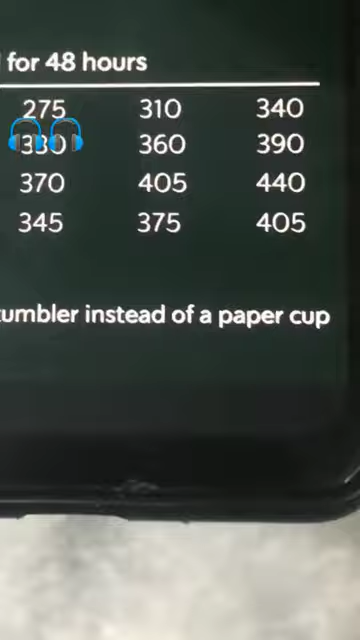 for 48 hours
275 310 340
330 360 390
370 405 440
345 375 405
tumbler instead of a paper cup